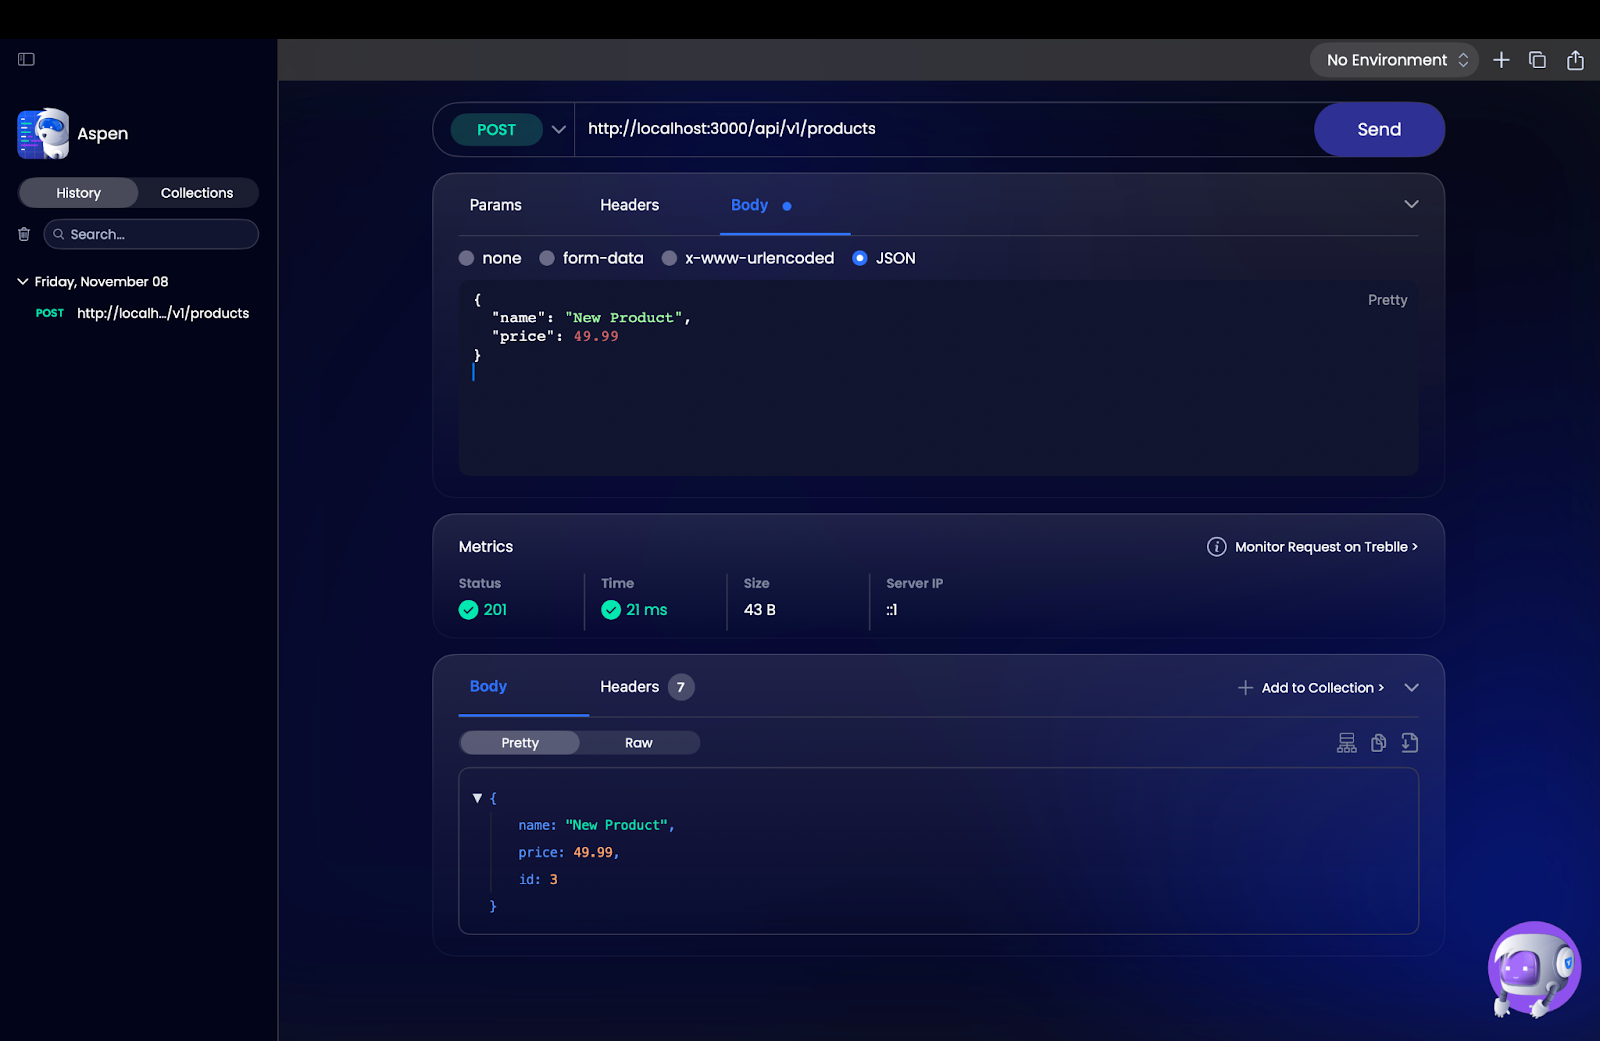 No Environment
Aspen
POST
http://localhost:3000/api/v1/products
Send
History
Collections
Search...
Friday, November 08
POST http://localh.../v1/products
Params
Headers
Body
none
form-data
x-www-urlencoded
JSON
{
"name": "New Product",
"price": 49.99
}
Pretty
Metrics
Monitor Request on Treblle >
Status
Time
Size
Server IP
201
21 ms
43 B
::1
Body
Headers 7
Add to Collection >
Pretty
Raw
{
name: "New Product",
price: 49.99,
id: 3
}